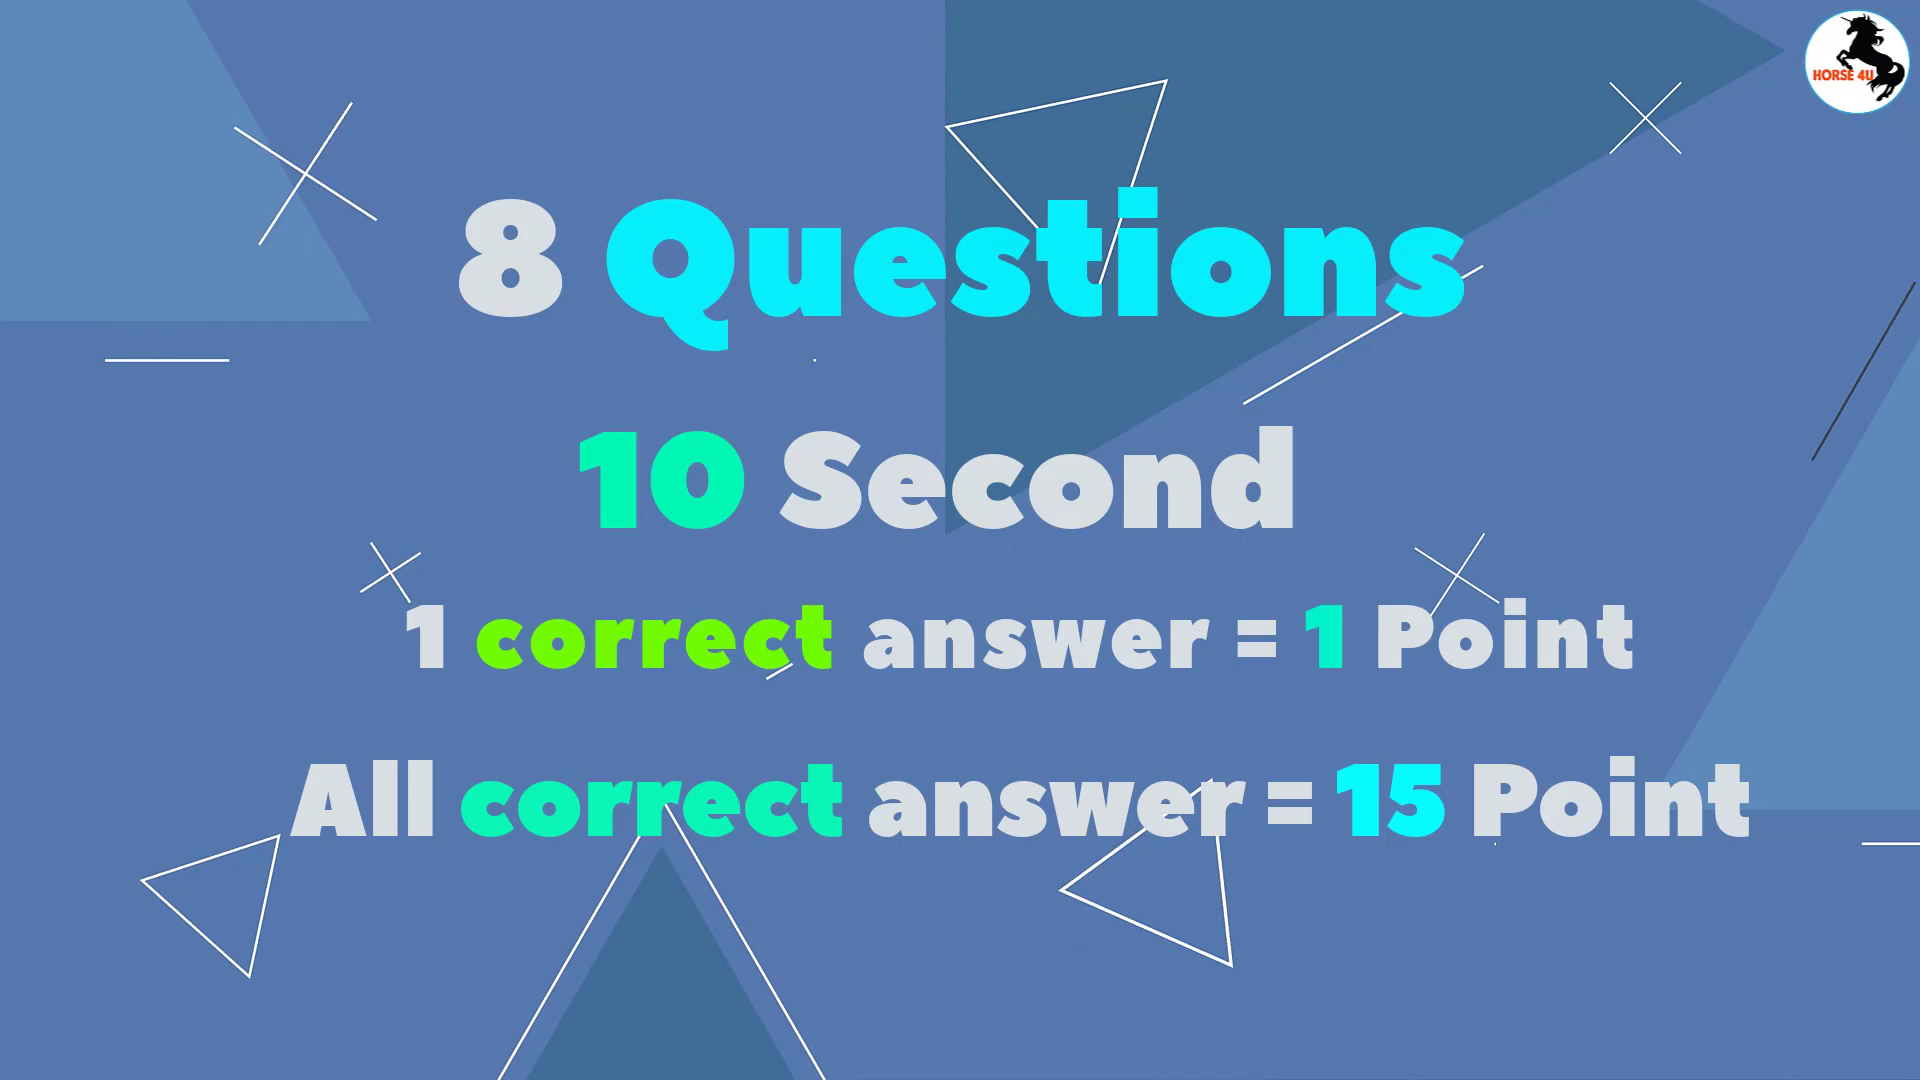 HORSE 4U
8 Questions
10 Second
1 correct answer = 1 Point
All correct answer = 15 Point